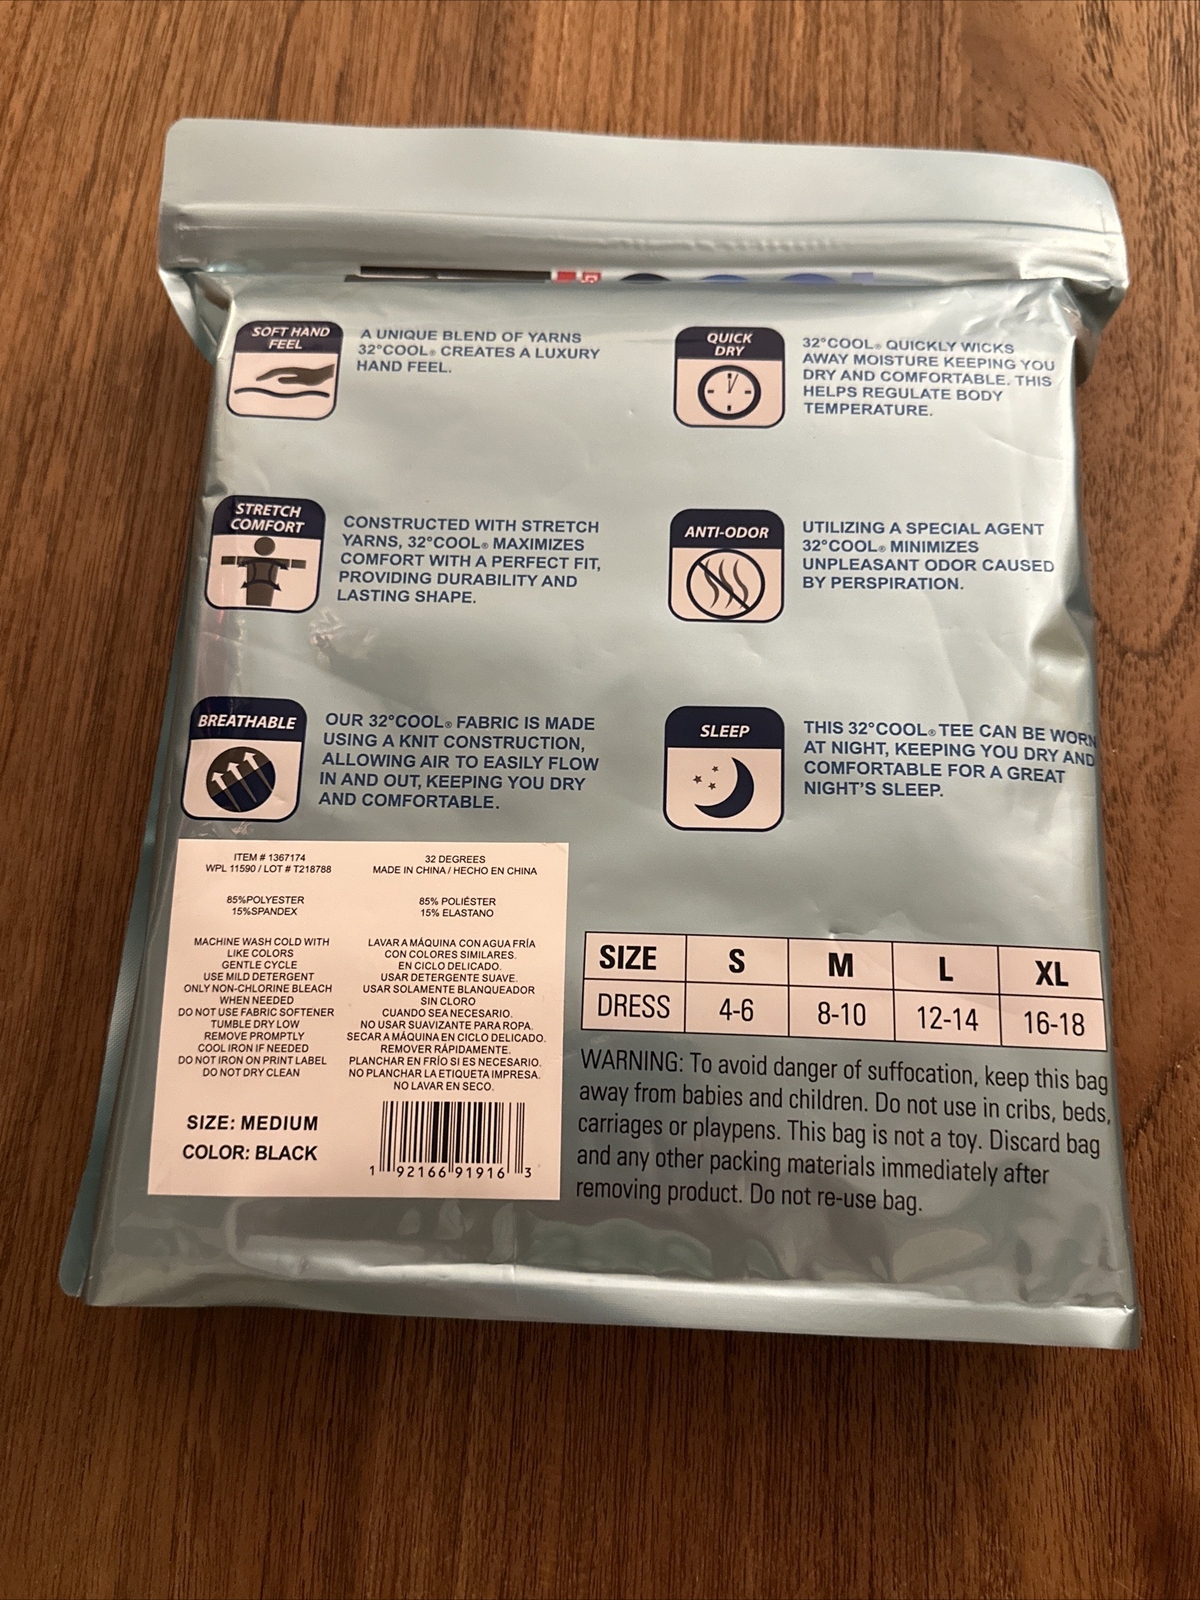 SOFT HAND
FEEL
A UNIQUE BLEND OF YARNS
32°COOL® CREATES A LUXURY
HAND FEEL.
QUICK
DRY
32°COOL® QUICKLY WICKS
AWAY MOISTURE KEEPING YOU
DRY AND COMFORTABLE. THIS
HELPS REGULATE BODY
TEMPERATURE.
STRETCH
COMFORT
CONSTRUCTED WITH STRETCH
YARNS, 32°COOL® MAXIMIZES
COMFORT WITH A PERFECT FIT,
PROVIDING DURABILITY AND
LASTING SHAPE.
ANTI-ODOR
UTILIZING A SPECIAL AGENT
32°COOL® MINIMIZES
UNPLEASANT ODOR CAUSED
BY PERSPIRATION.
BREATHABLE
OUR 32°COOL® FABRIC IS MADE
USING A KNIT CONSTRUCTION,
ALLOWING AIR TO EASILY FLOW
IN AND OUT, KEEPING YOU DRY
AND COMFORTABLE.
SLEEP
THIS 32°COOL® TEE CAN BE WORN
AT NIGHT, KEEPING YOU DRY AND
COMFORTABLE FOR A GREAT
NIGHT'S SLEEP.
ITEM # 1367174
WPL 11590 / LOT # T218788
85%POLYESTER
15%SPANDEX
MACHINE WASH COLD WITH
LIKE COLORS
GENTLE CYCLE
USE MILD DETERGENT
ONLY NON-CHLORINE BLEACH
WHEN NEEDED
DO NOT USE FABRIC SOFTENER
TUMBLE DRY LOW
REMOVE PROMPTLY
COOL IRON IF NEEDED
DO NOT IRON ON PRINT LABEL
DO NOT DRY CLEAN
SIZE: MEDIUM
COLOR: BLACK
32 DEGREES
MADE IN CHINA / HECHO EN CHINA
85% POLIÉSTER
15% ELASTANO
LAVAR A MÁQUINA CON AGUA FRÍA
CON COLORES SIMILARES.
EN CICLO DELICADO.
USAR DETERGENTE SUAVE.
USAR SOLAMENTE BLANQUEADOR
SIN CLORO
CUANDO SEA NECESARIO.
NO USAR SUAVIZANTE PARA ROPA.
SECAR A MÁQUINA EN CICLO DELICADO.
REMOVER RÁPIDAMENTE.
PLANCHAR EN FRÍO SI ES NECESARIO.
NO PLANCHAR LA ETIQUETA IMPRESA.
NO LAVAR EN SECO.
1 92166 91916 3
SIZE S M L XL
DRESS 4-6 8-10 12-14 16-18
WARNING: To avoid danger of suffocation, keep this bag
away from babies and children. Do not use in cribs, beds,
carriages or playpens. This bag is not a toy. Discard bag
and any other packing materials immediately after
removing product. Do not re-use bag.